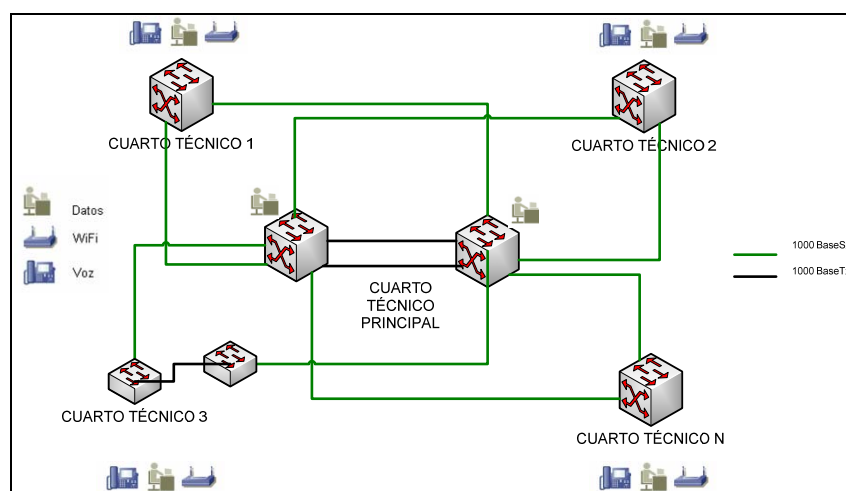 CUARTO TÉCNICO 1
CUARTO TÉCNICO 2
Datos
WiFi
Voz
1000 BaseS
1000 BaseT
CUARTO
TÉCNICO
PRINCIPAL
CUARTO TÉCNICO 3
CUARTO TÉCNICO N